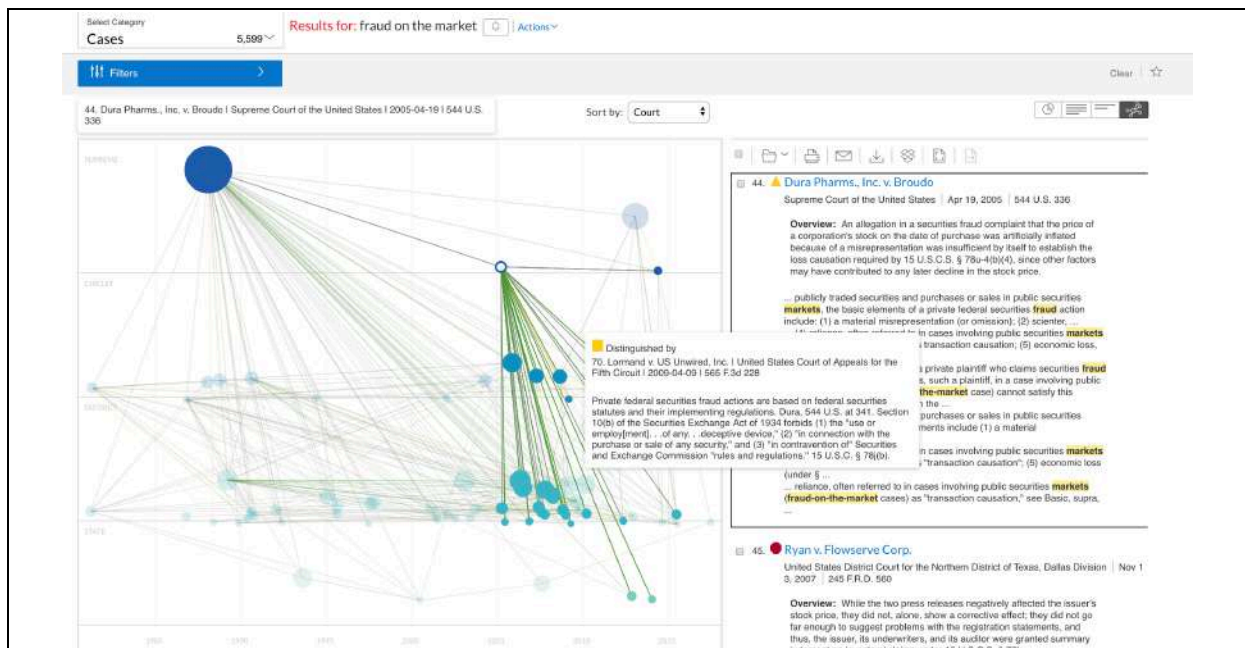 Select Category
Cases 5,599
Results for: fraud on the market Actions
Filters
Clear
44. Dura Pharms., Inc. v. Broudo | Supreme Court of the United States | 2005-04-19 | 544 U.S.
336
Sort by: Court
SUPREME
CIRCUIT
DISTRICT
STATE
1990
2010
44. Dura Pharms., Inc. v. Broudo
Supreme Court of the United States | Apr 19, 2005 | 544 U.S. 336
Overview: An allegation in a securities fraud complaint that the price of
a corporation's stock on the date of purchase was artificially inflated
because of a misrepresentation was insufficient by itself to establish the
loss causation required by 15 U.S.C.S. § 78u-4(b)(4), since other factors
may have contributed to any later decline in the stock price.
... publicly traded securities and purchases or sales in public securities
markets, the basic elements of a private federal securities fraud action
include: (1) a material misrepresentation (or omission); (2) scienter, ...
in cases involving public securities markets
"transaction causation; (5) economic loss,
private plaintiff who claims securities fraud
, such a plaintiff, in a case involving public
the-market case) cannot satisfy this
the ...
purchases or sales in public securities
ments include (1) a material
in cases involving public securities markets
"transaction causation"; (5) economic loss
(under § ...
... reliance, often referred to in cases involving public securities markets
(fraud-on-the-market cases) as "transaction causation," see Basic, supra,
...
Distinguished by
70. Lormand v. US Unwired, Inc. | United States Court of Appeals for the
Fifth Circuit | 2009-04-09 | 565 F.3d 228
Private federal securities fraud actions are based on federal securities
statutes and their implementing regulations. Dura, 544 U.S. at 341. Section
10(b) of the Securities Exchange Act of 1934 forbids (1) the "use or
employ[ment]. . .of any. . .deceptive device," (2) "in connection with the
purchase or sale of any security," and (3) "in contravention of" Securities
and Exchange Commission "rules and regulations." 15 U.S.C. § 78j(b).
45. Ryan v. Flowserve Corp.
United States District Court for the Northern District of Texas, Dallas Division | Nov 1
3, 2007 | 245 F.R.D. 560
Overview: While the two press releases negatively affected the issuer's
stock price, they did not, alone, show a corrective effect; they did not go
far enough to suggest problems with the registration statements, and
thus, the issuer, its underwriters, and its auditor were granted summary